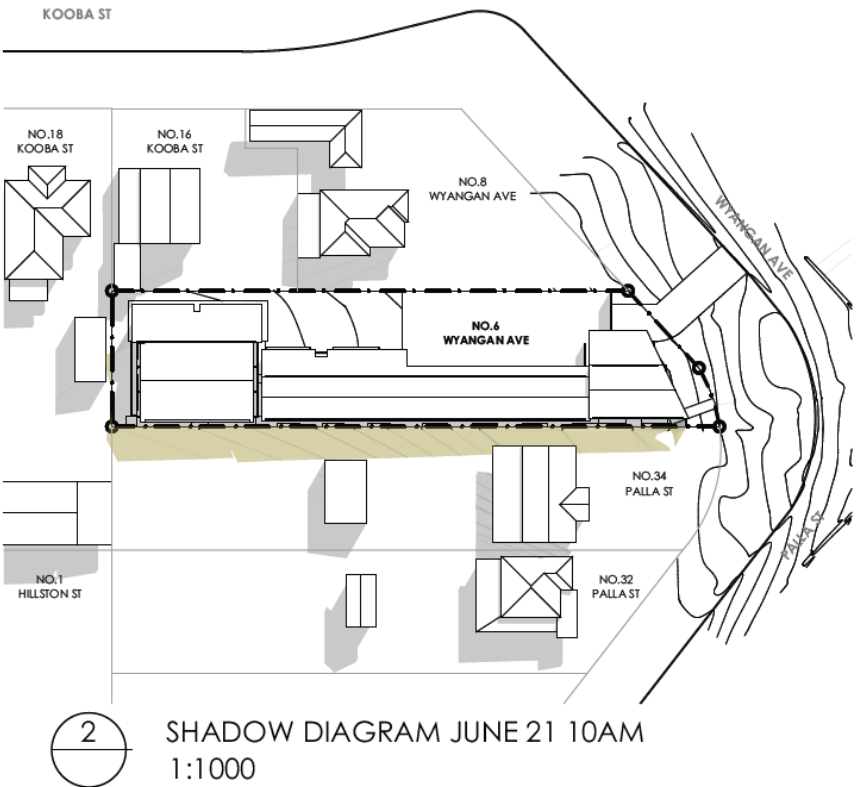 KOOBA ST
NO.18
KOOBA ST
NO.16
KOOBA ST
NO.8
WYANGAN AVE
WYANGAN AVE
NO.6
WYANGAN AVE
NO.34
PALLA ST
PALLA ST
NO.1
HILLSTON ST
NO.32
PALLA ST
2
SHADOW DIAGRAM JUNE 21 10AM
1:1000